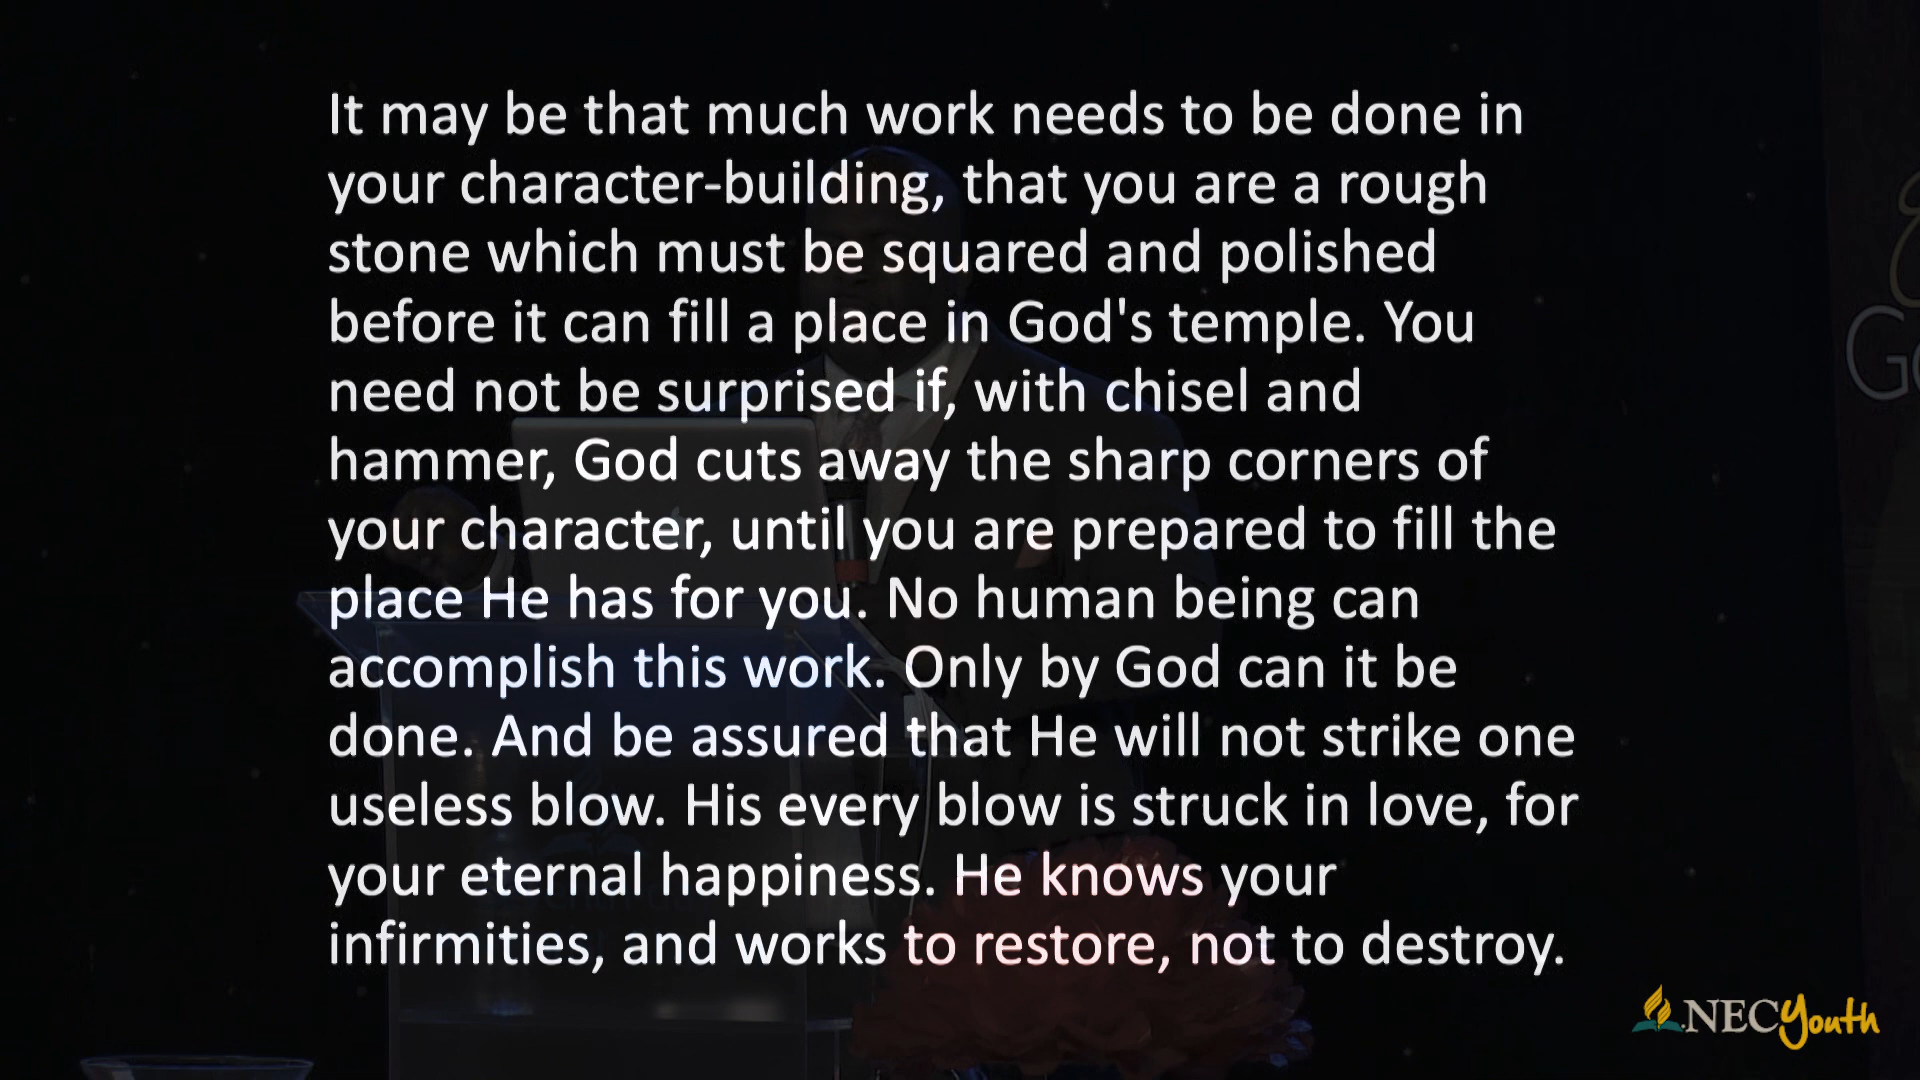 It may be that much work needs to be done in
your character-building, that you are a rough
stone which must be squared and polished
before it can fill a place in God's temple. You
need not be surprised if, with chisel and
hammer, God cuts away the sharp corners of
your character, until you are prepared to fill the
place He has for you. No human being can
accomplish this work. Only by God can it be
done. And be assured that He will not strike one
useless blow. His every blow is struck in love, for
your eternal happiness. He knows your
infirmities, and works to restore, not to destroy.
NECYouth